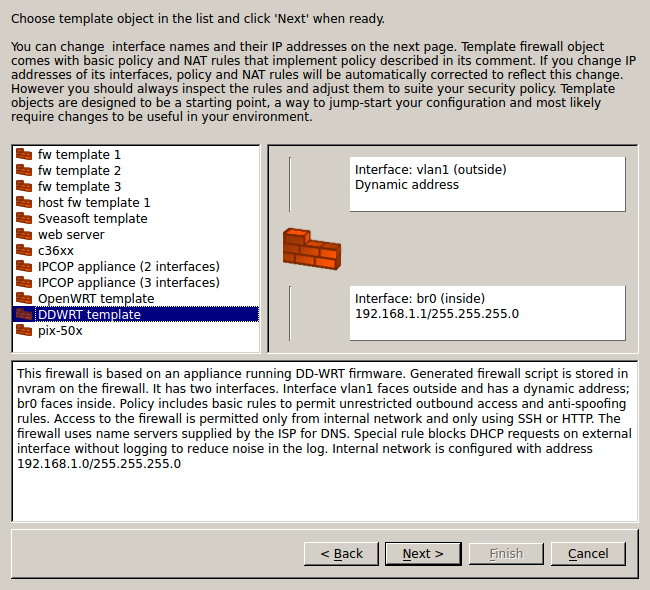 Choose template object in the list and click 'Next' when ready.
You can change  interface names and their IP addresses on the next page. Template firewall object
comes with basic policy and NAT rules that implement policy described in its comment. If you change IP
addresses of its interfaces, policy and NAT rules will be automatically corrected to reflect this change.
However you should always inspect the rules and adjust them to suite your security policy. Template
objects are designed to be a starting point, a way to jump-start your configuration and most likely
require changes to be useful in your environment.
fw template 1
fw template 2
fw template 3
host fw template 1
Sveasoft template
web server
c36xx
IPCOP appliance (2 interfaces)
IPCOP appliance (3 interfaces)
OpenWRT template
DDWRT template
pix-50x
Interface: vlan1 (outside)
Dynamic address
Interface: br0 (inside)
192.168.1.1/255.255.255.0
This firewall is based on an appliance running DD-WRT firmware. Generated firewall script is stored in
nvram on the firewall. It has two interfaces. Interface vlan1 faces outside and has a dynamic address;
br0 faces inside. Policy includes basic rules to permit unrestricted outbound access and anti-spoofing
rules. Access to the firewall is permitted only from internal network and only using SSH or HTTP. The
firewall uses name servers supplied by the ISP for DNS. Special rule blocks DHCP requests on external
interface without logging to reduce noise in the log. Internal network is configured with address
192.168.1.0/255.255.255.0
< Back
Next >
Finish
Cancel